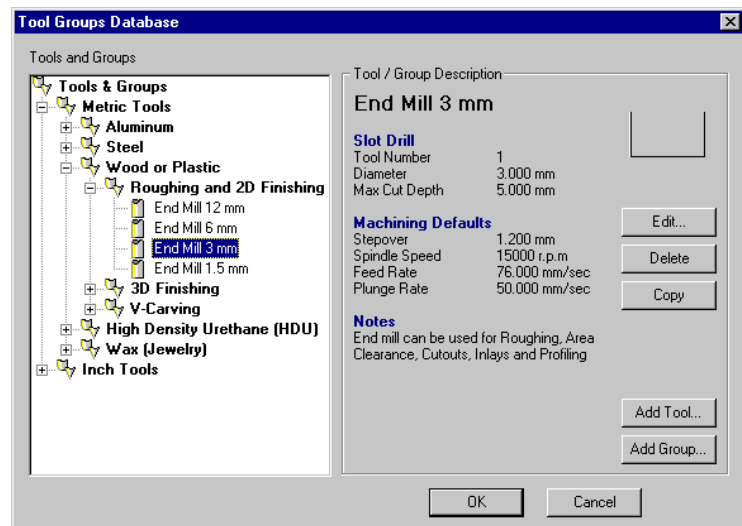 Tool Groups Database
Tools and Groups
Tools & Groups
Metric Tools
Aluminum
Steel
Wood or Plastic
Roughing and 2D Finishing
End Mill 12 mm
End Mill 6 mm
End Mill 3 mm
End Mill 1.5 mm
3D Finishing
V-Carving
High Density Urethane (HDU)
Wax (Jewelry)
Inch Tools
Tool / Group Description
End Mill 3 mm
Slot Drill
Tool Number 1
Diameter 3.000 mm
Max Cut Depth 5.000 mm
Machining Defaults
Stepover 1.200 mm
Spindle Speed 15000 r.p.m
Feed Rate 76.000 mm/sec
Plunge Rate 50.000 mm/sec
Notes
End mill can be used for Roughing, Area
Clearance, Cutouts, Inlays and Profiling
Edit...
Delete
Copy
Add Tool...
Add Group...
OK Cancel